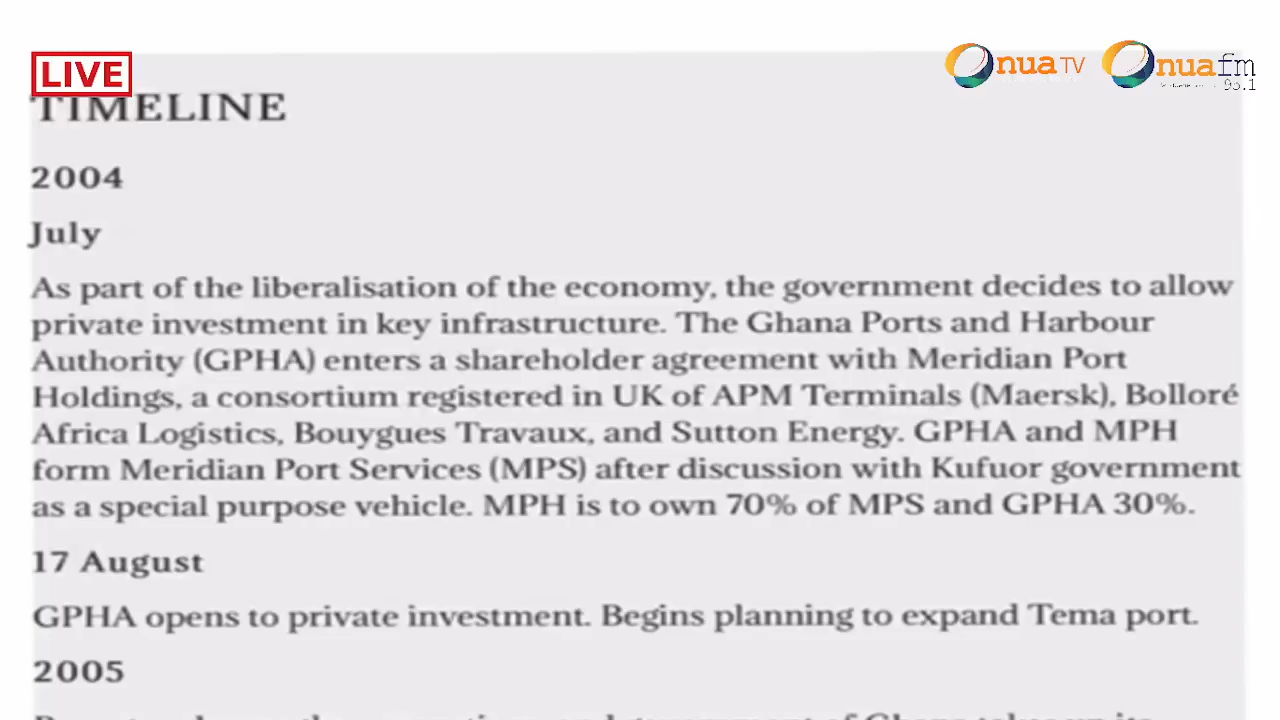 LIVE
nua TV
nuafm
95.1
TIMELINE
2004
July
As part of the liberalisation of the economy, the government decides to allow
private investment in key infrastructure. The Ghana Ports and Harbour
Authority (GPHA) enters a shareholder agreement with Meridian Port
Holdings, a consortium registered in UK of APM Terminals (Maersk), Bolloré
Africa Logistics, Bouygues Travaux, and Sutton Energy. GPHA and MPH
form Meridian Port Services (MPS) after discussion with Kufuor government
as a special purpose vehicle. MPH is to own 70% of MPS and GPHA 30%.
17 August
GPHA opens to private investment. Begins planning to expand Tema port.
2005